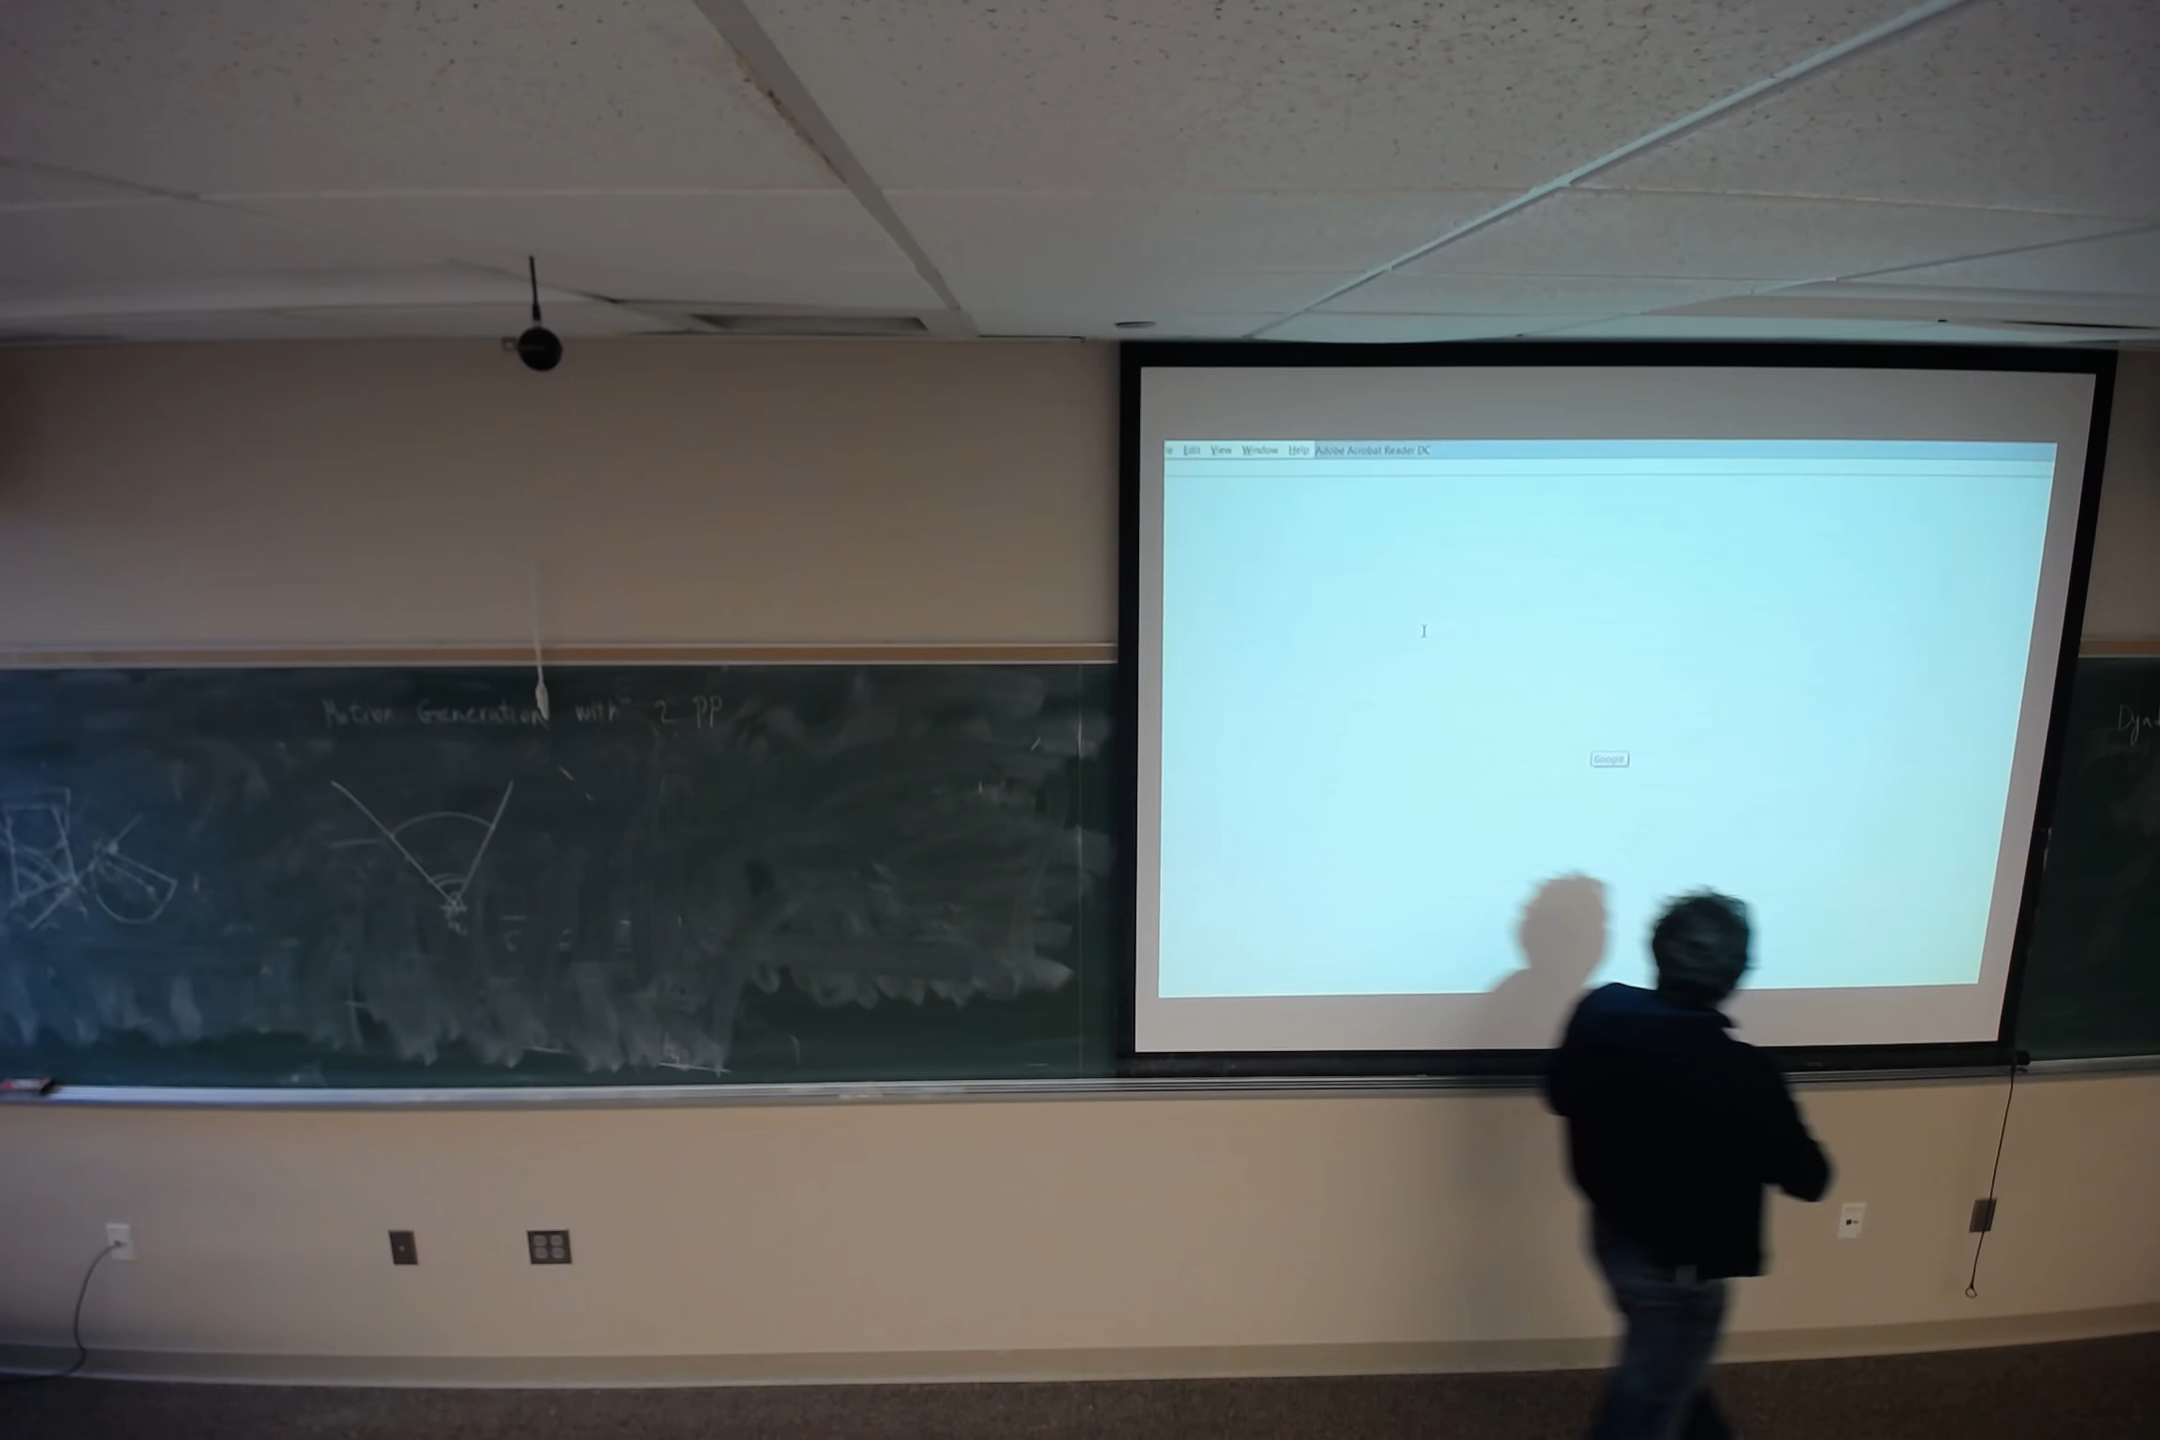 Edit View Window Help Adobe Acrobat Reader DC
Google
Motion Generation with 2 PP